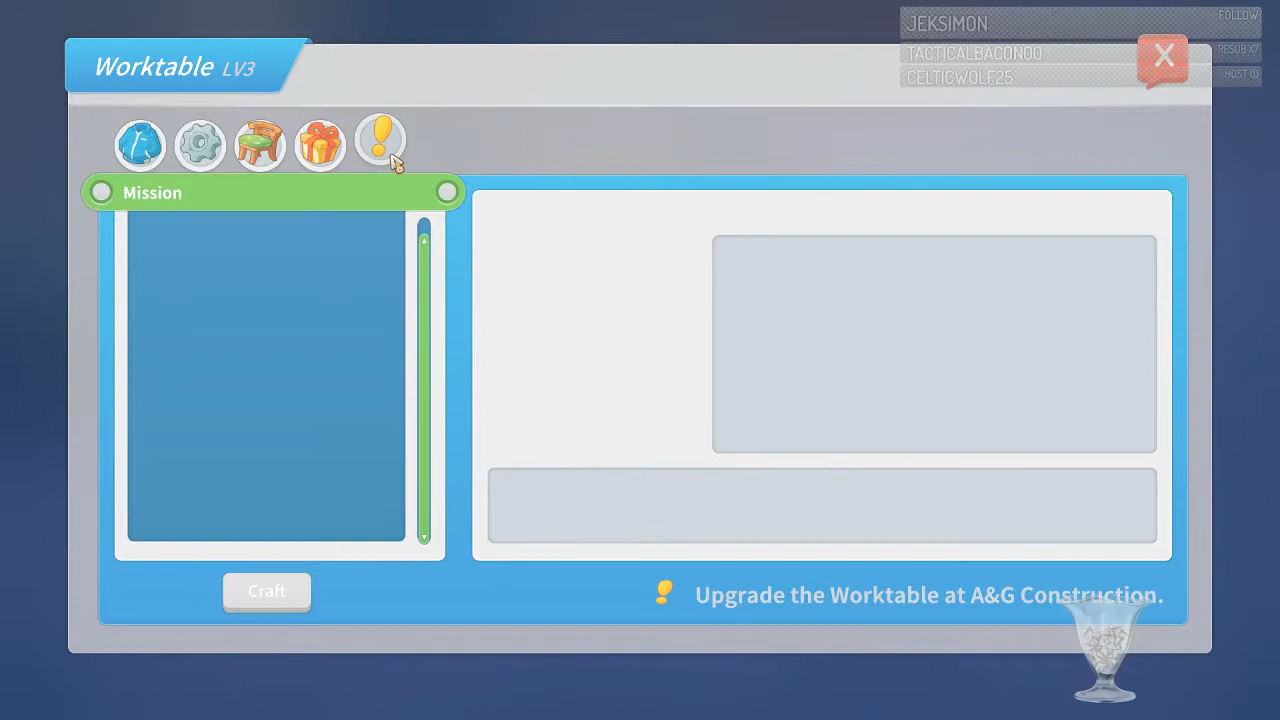 JEKSIMON FOLLOW
TACTICALBACON00 RESUB X7
CELTICWOLF25 HOST (1)
Worktable LV3
X
Mission
Craft
Upgrade the Worktable at A&G Construction.